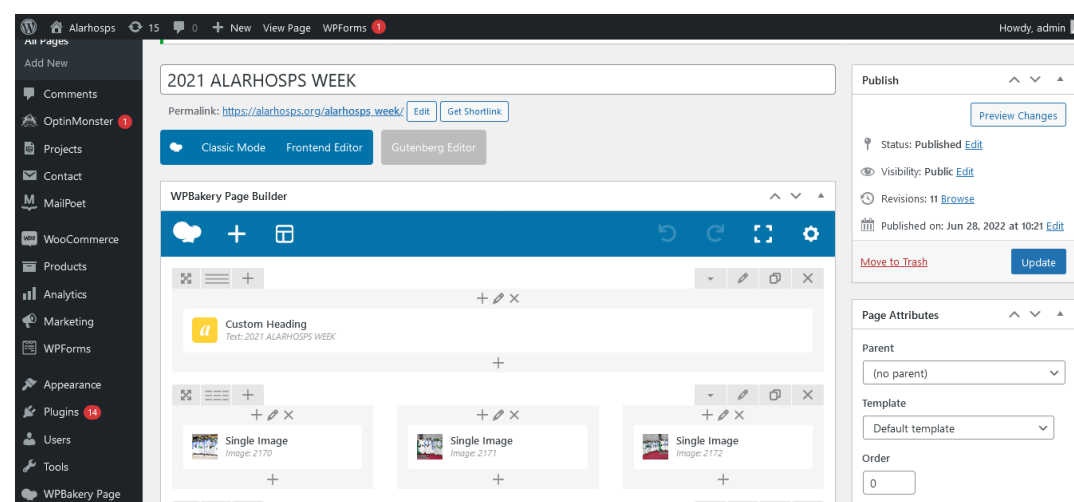 Alarhosps 15 0 New View Page WPForms 1 Howdy, admin
All Pages
Add New
Comments
OptinMonster 1
Projects
Contact
MailPoet
WooCommerce
Products
Analytics
Marketing
WPForms
Appearance
Plugins 14
Users
Tools
WPBakery Page
2021 ALARHOSPS WEEK
Permalink: https://alarhosps.org/alarhosps_week/ Edit Get Shortlink
Classic Mode Frontend Editor Gutenberg Editor
WPBakery Page Builder
Custom Heading
Text: 2021 ALARHOSPS WEEK
Single Image
Image: 2170
Single Image
Image: 2171
Single Image
Image: 2172
Publish
Preview Changes
Status: Published Edit
Visibility: Public Edit
Revisions: 11 Browse
Published on: Jun 28, 2022 at 10:21 Edit
Move to Trash Update
Page Attributes
Parent
(no parent)
Template
Default template
Order
0